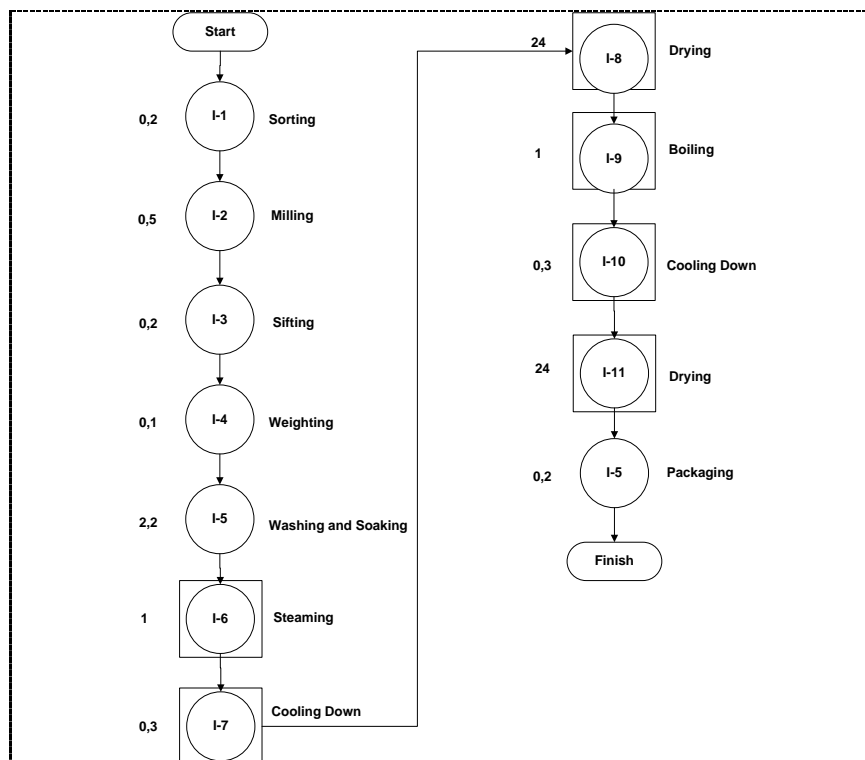 Start
0,2
I-1
Sorting
0,5
I-2
Milling
0,2
I-3
Sifting
0,1
I-4
Weighting
2,2
I-5
Washing and Soaking
1
I-6
Steaming
0,3
I-7
Cooling Down
24
I-8
Drying
1
I-9
Boiling
0,3
I-10
Cooling Down
24
I-11
Drying
0,2
I-5
Packaging
Finish